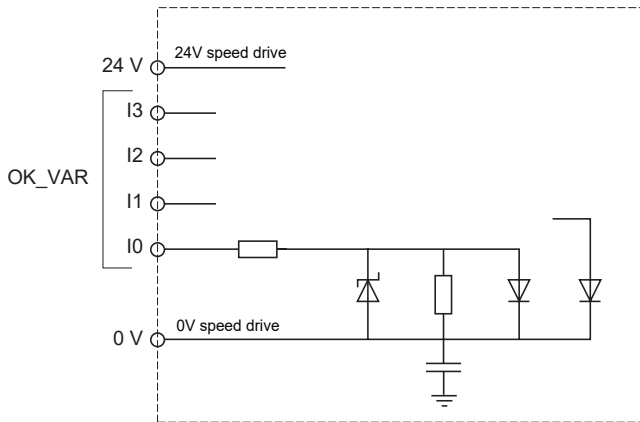 24V speed drive
24 V
I3
I2
OK_VAR
I1
I0
0V speed drive
0 V